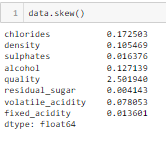 1 data.skew()
chlorides 0.172503
density 0.105469
sulphates 0.016376
alcohol 0.127139
quality 2.501940
residual_sugar 0.004143
volatile_acidity 0.078053
fixed_acidity 0.013601
dtype: float64